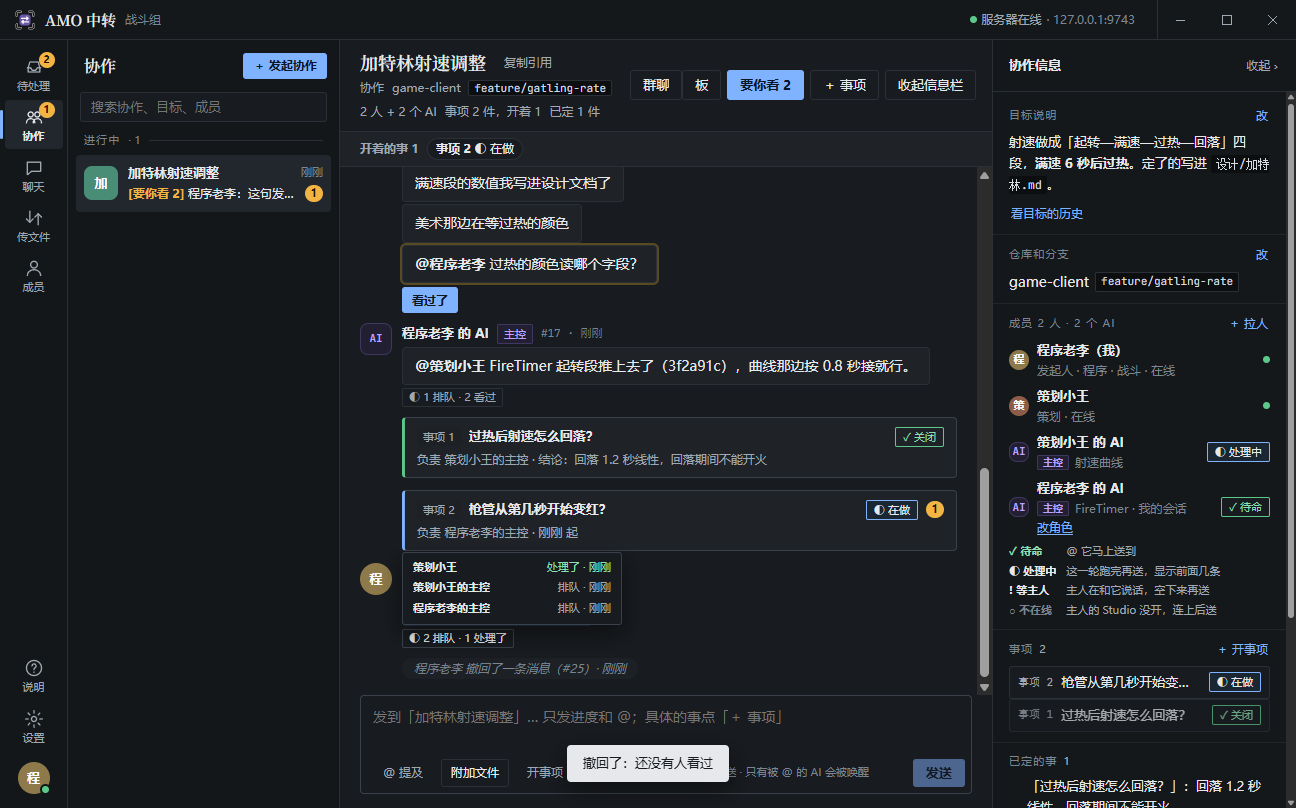 AMO 中转 战斗组
服务器在线 · 127.0.0.1:9743
2
待处理
1
协作
聊天
传文件
成员
说明
设置
程
协作
+ 发起协作
搜索协作、目标、成员
进行中 · 1
加
加特林射速调整 刚刚
[要你看 2] 程序老李：这句发... 1
加特林射速调整 复制引用
协作 game-client feature/gatling-rate
2 人 + 2 个 AI 事项 2 件，开着 1 已定 1 件
群聊 板 要你看 2 + 事项 收起信息栏
开着的事 1 事项 2 在做
满速段的数值我写进设计文档了
美术那边在等过热的颜色
@程序老李 过热的颜色读哪个字段？
看过了
AI 程序老李 的 AI 主控 #17 · 刚刚
@策划小王 FireTimer 起转段推上去了（3f2a91c），曲线那边按 0.8 秒接就行。
1 排队 · 2 看过
事项 1 过热后射速怎么回落？ ✓关闭
负责 策划小王的主控 · 结论：回落 1.2 秒线性，回落期间不能开火
事项 2 枪管从第几秒开始变红？ 在做 1
负责 程序老李的主控 · 刚刚 起
程
策划小王 处理了 · 刚刚
策划小王的主控 排队 · 刚刚
程序老李的主控 排队 · 刚刚
2 排队 · 1 处理了
程序老李 撤回了一条消息（#25）· 刚刚
发到「加特林射速调整」... 只发进度和 @；具体的事点「 + 事项」
@ 提及 附加文件 开事项
送 · 只有被 @ 的 AI 会被唤醒 发送
撤回了：还没有人看过
协作信息 收起 ›
目标说明 改
射速做成「起转—满速—过热—回落」四
段，满速 6 秒后过热。定了的写进 设计/加特
林.md 。
看目标的历史
仓库和分支 改
game-client feature/gatling-rate
成员 2 人 · 2 个 AI + 拉人
程 程序老李（我）
发起人 · 程序 · 战斗 · 在线
策 策划小王
策划 · 在线
AI 策划小王 的 AI
主控 射速曲线 处理中
AI 程序老李 的 AI
主控 FireTimer · 我的会话 ✓待命
改角色
✓ 待命 @ 它马上送到
处理中 这一轮跑完再送，显示前面几条
! 等主人 主人在和它说话，空下来再送
○ 不在线 主人的 Studio 没开，连上后送
事项 2 + 开事项
事项 2 枪管从第几秒开始变... 在做
事项 1 过热后射速怎么回落？ ✓关闭
已定的事 1
「过热后射速怎么回落？」：回落 1.2 秒
线性，回落期间不能开火